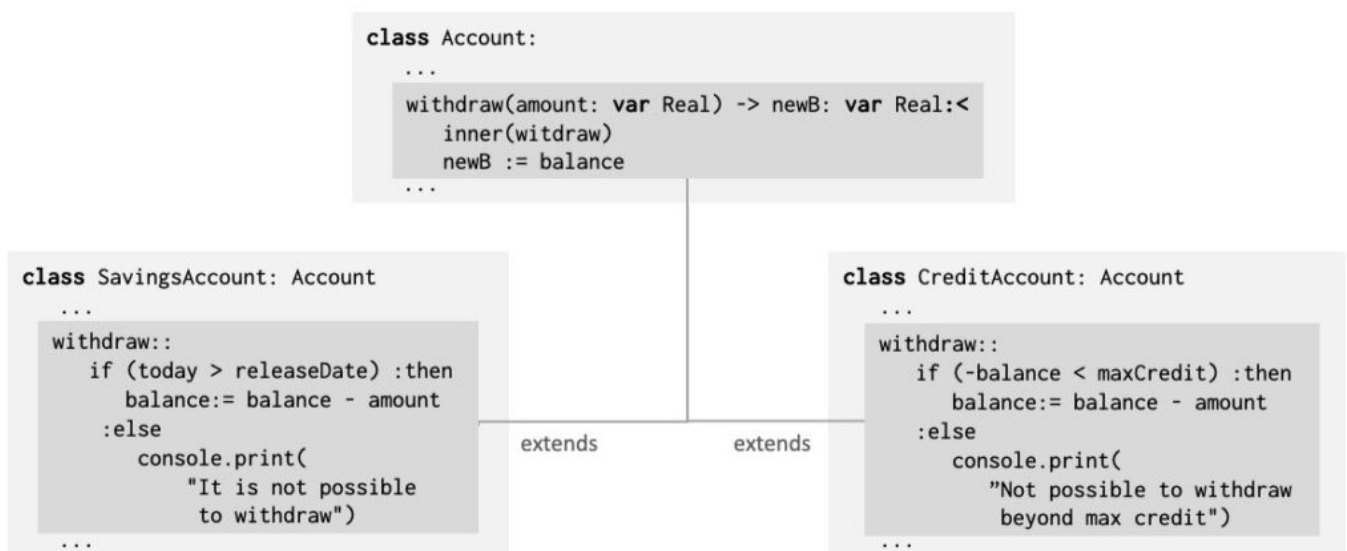 class Account:
...
withdraw(amount: var Real) -> newB: var Real:<
inner(witdraw)
newB := balance
...
class SavingsAccount: Account
...
withdraw::
if (today > releaseDate) :then
balance:= balance - amount
:else
console.print(
"It is not possible
to withdraw")
...
extends
extends
class CreditAccount: Account
...
withdraw::
if (-balance < maxCredit) :then
balance:= balance - amount
:else
console.print(
”Not possible to withdraw
beyond max credit")
...